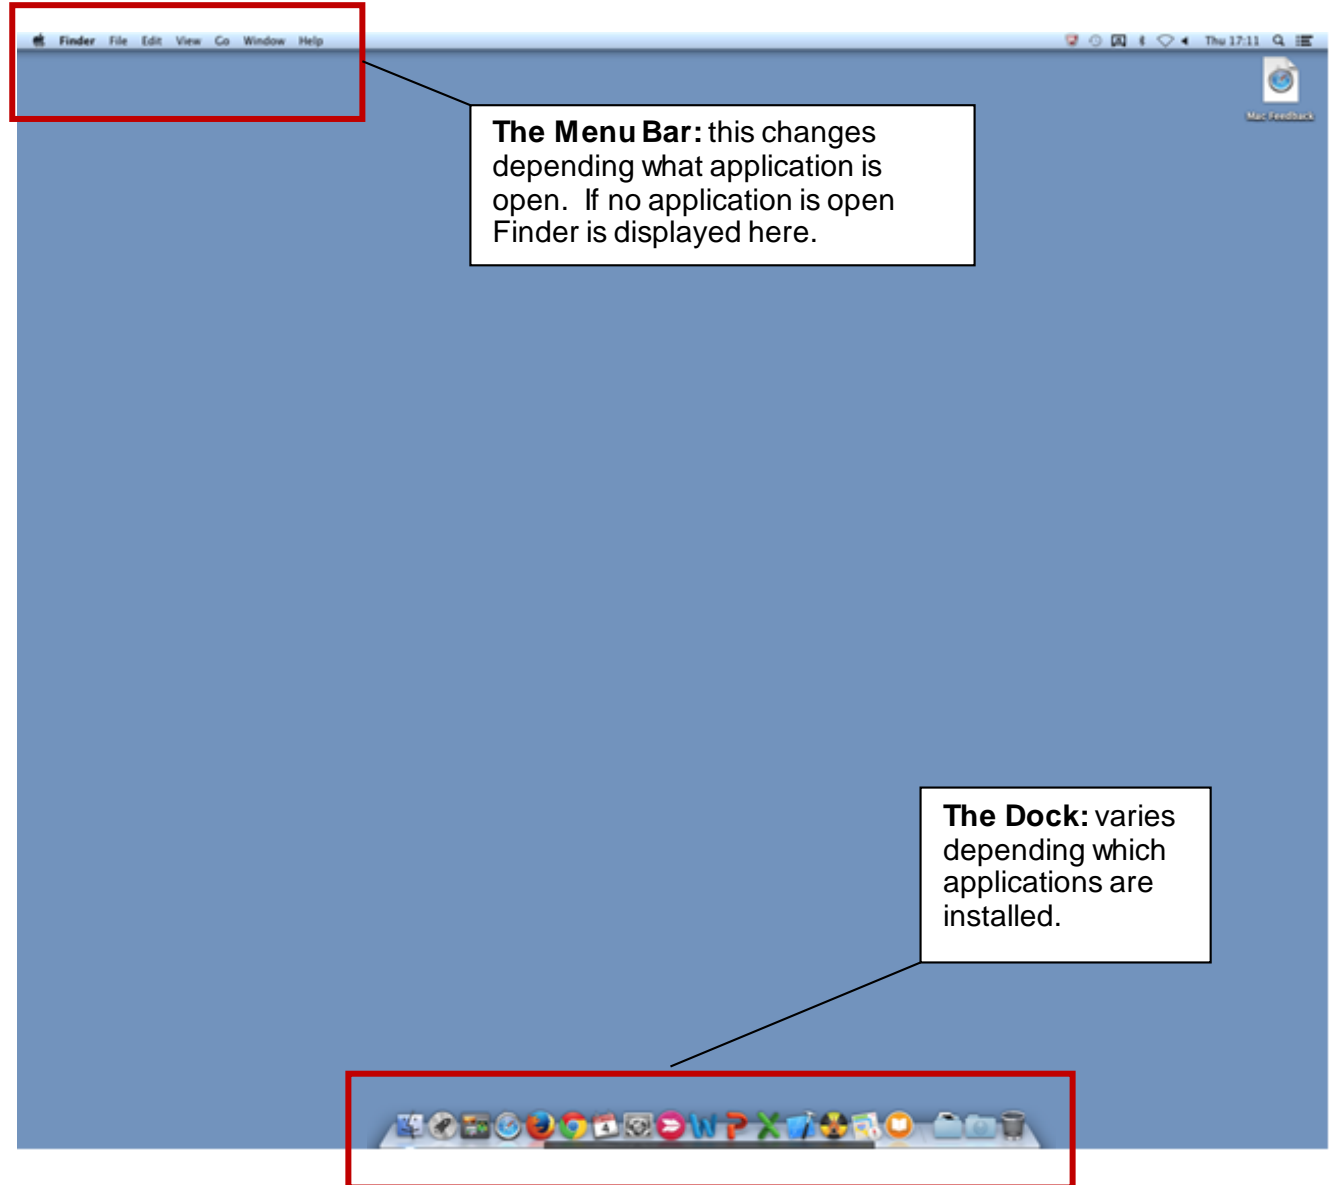 Finder File Edit View Go Window Help
Thu 17:11
Mac Feedback
The Menu Bar: this changes
depending what application is
open. If no application is open
Finder is displayed here.
The Dock: varies
depending which
applications are
installed.
4
W P X